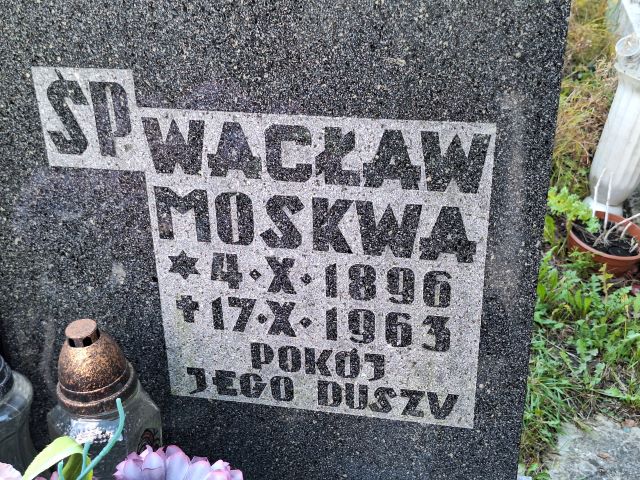 ŚP WACŁAW
MOSKWA
* 4·X·1896
✝ 17·X·1963
POKÓJ
JEGO DUSZY